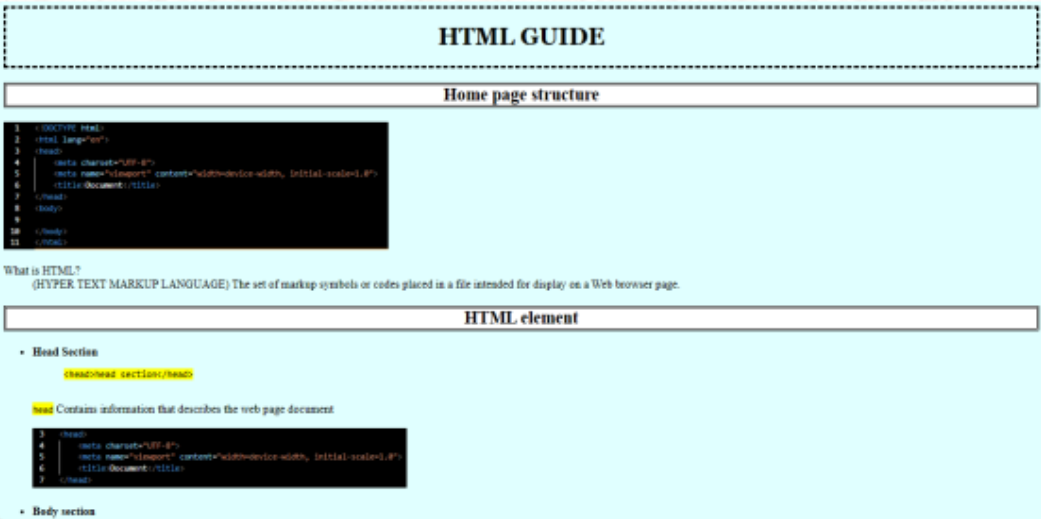 HTML GUIDE
Home page structure
1 <!DOCTYPE html>
2 <html lang="en">
3 <head>
4 <meta charset="UTF-8">
5 <meta name="viewport" content="width=device-width, initial-scale=1.0">
6 <title>Document</title>
7 </head>
8 <body>
9
10 </body>
11 </html>
What is HTML?
(HYPER TEXT MARKUP LANGUAGE) The set of markup symbols or codes placed in a file intended for display on a Web browser page.
HTML element
• Head Section
<head>head section</head>
head Contains information that describes the web page document
3 <head>
4 <meta charset="UTF-8">
5 <meta name="viewport" content="width=device-width, initial-scale=1.0">
6 <title>Document</title>
7 </head>
• Body section